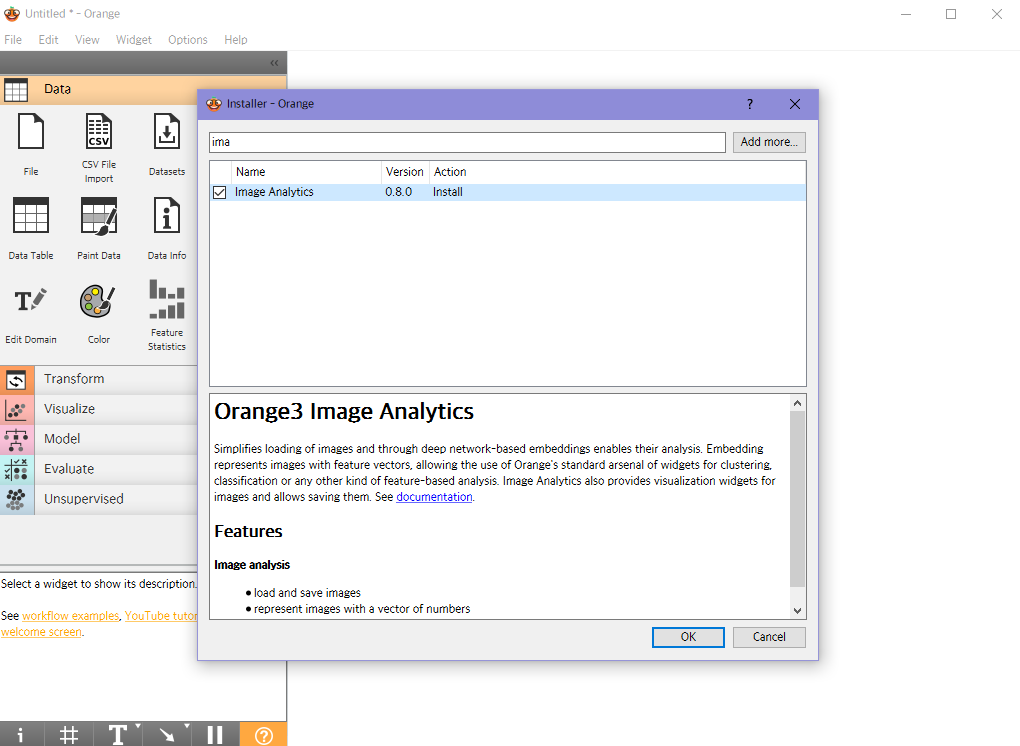 Untitled * - Orange
File Edit View Widget Options Help
Data
File
CSV
CSV File
Import
Datasets
Data Table
Paint Data
Data Info
Edit Domain
Color
Feature
Statistics
Transform
Visualize
Model
Evaluate
Unsupervised
Select a widget to show its description.
See workflow examples, YouTube tutor
welcome screen.
Installer - Orange
?
ima
Add more...
Name Version Action
Image Analytics 0.8.0 Install
Orange3 Image Analytics
Simplifies loading of images and through deep network-based embeddings enables their analysis. Embedding
represents images with feature vectors, allowing the use of Orange's standard arsenal of widgets for clustering,
classification or any other kind of feature-based analysis. Image Analytics also provides visualization widgets for
images and allows saving them. See documentation.
Features
Image analysis
• load and save images
• represent images with a vector of numbers
OK Cancel